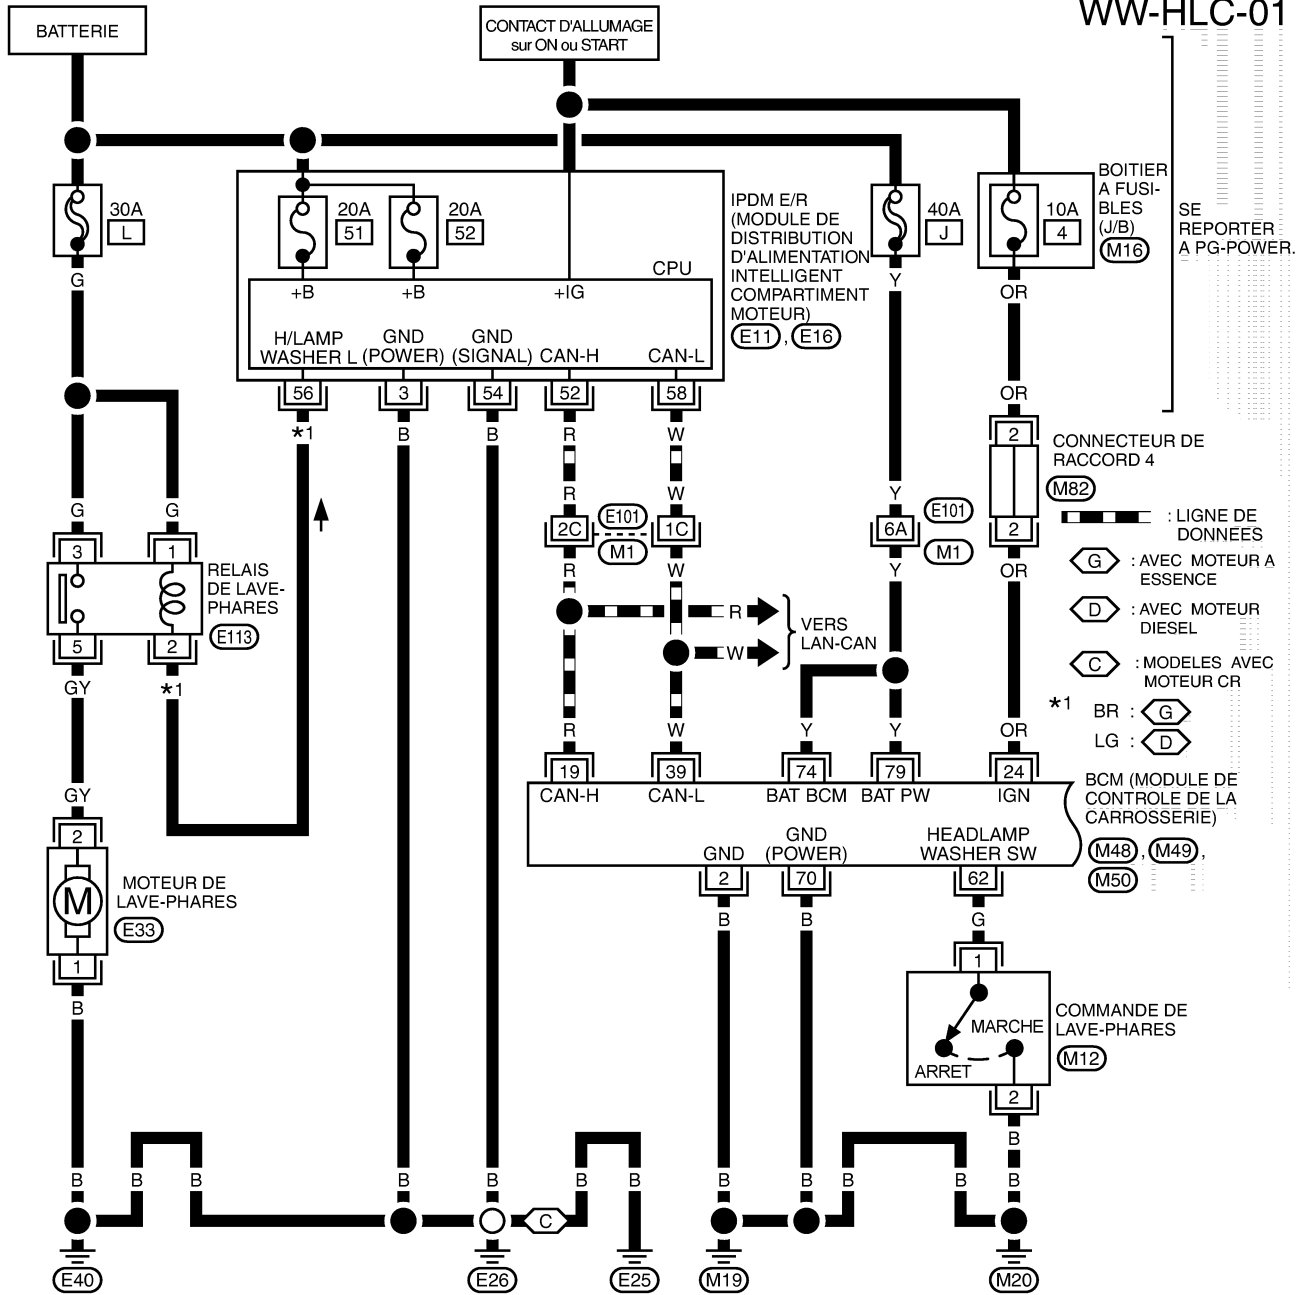 WW-HLC-01
BATTERIE
CONTACT D'ALLUMAGE
sur ON ou START
30A
L
20A
51
20A
52
IPDM E/R
(MODULE DE
DISTRIBUTION
D'ALIMENTATION
INTELLIGENT
COMPARTIMENT
MOTEUR)
E11 , E16
40A
J
10A
4
BOITIER
A FUSI-
BLES
(J/B)
M16
SE
REPORTER
A PG-POWER.
CPU
G
+B
+B
+IG
Y
OR
H/LAMP
WASHER L
GND
(POWER)
GND
(SIGNAL)
CAN-H
CAN-L
56
3
54
52
58
*1
B
B
R
W
OR
2
CONNECTEUR DE
RACCORD 4
M82
2
R
W
Y
G
G
2C
E101
M1
1C
6A
E101
M1
: LIGNE DE
DONNEES
G
: AVEC MOTEUR A
ESSENCE
D
: AVEC MOTEUR
DIESEL
C
: MODELES AVEC
MOTEUR CR
*1
BR : G
LG : D
3
1
RELAIS
DE LAVE-
PHARES
E113
5
2
R
W
Y
OR
R
W
VERS
LAN-CAN
GY
*1
R
W
Y
Y
OR
19
39
74
79
24
CAN-H
CAN-L
BAT BCM
BAT PW
IGN
BCM (MODULE DE
CONTROLE DE LA
CARROSSERIE)
M48 , M49 ,
M50
GND
GND
(POWER)
HEADLAMP
WASHER SW
2
70
62
GY
2
M
MOTEUR DE
LAVE-PHARES
E33
1
B
B
B
G
1
MARCHE
ARRET
COMMANDE DE
LAVE-PHARES
M12
2
B
B
B
B
B
B
B
B
B
B
B
B
B
C
E40
E26
E25
M19
M20